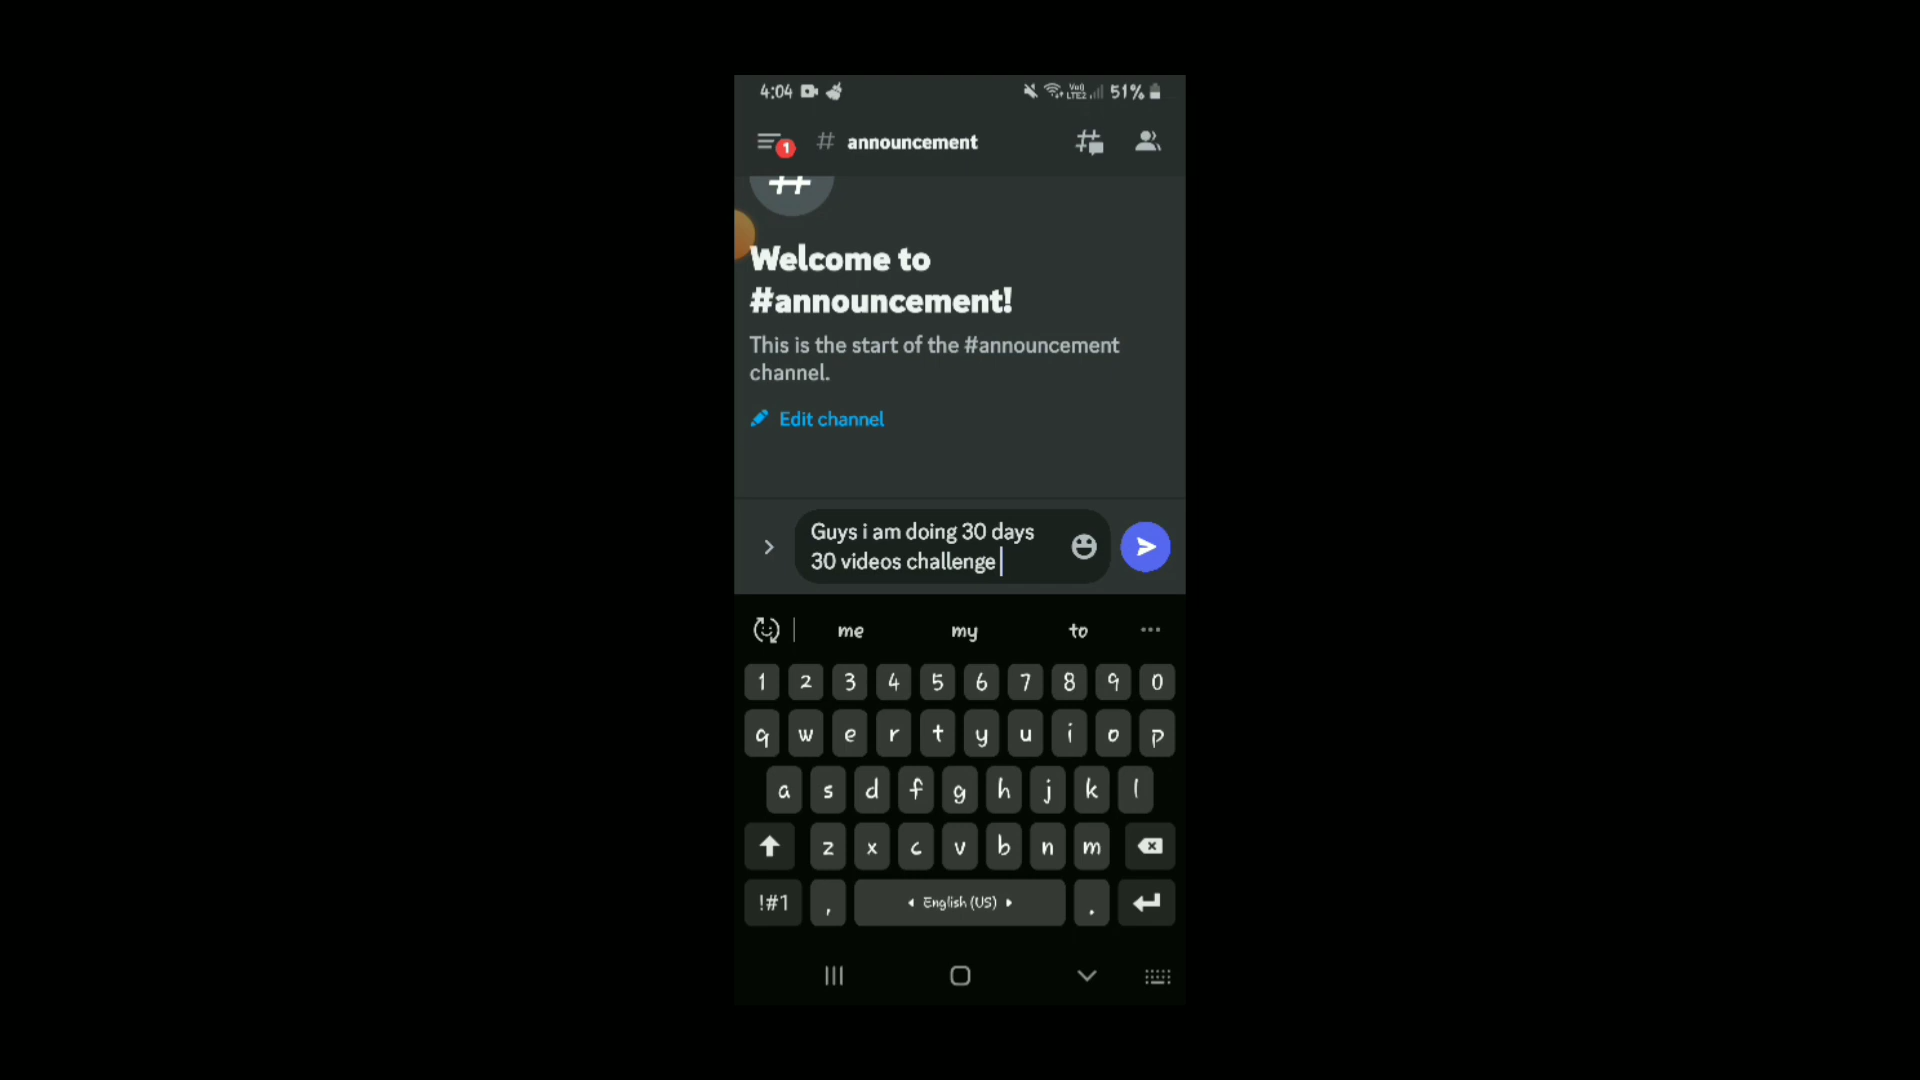 4:04 51%
1 # announcement
#
Welcome to
#announcement!
This is the start of the #announcement
channel.
Edit channel
Guys i am doing 30 days
30 videos challenge
me my to
1 2 3 4 5 6 7 8 9 0
q w e r t y u i o p
a s d f g h j k l
z x c v b n m
!#1 , English (US) .